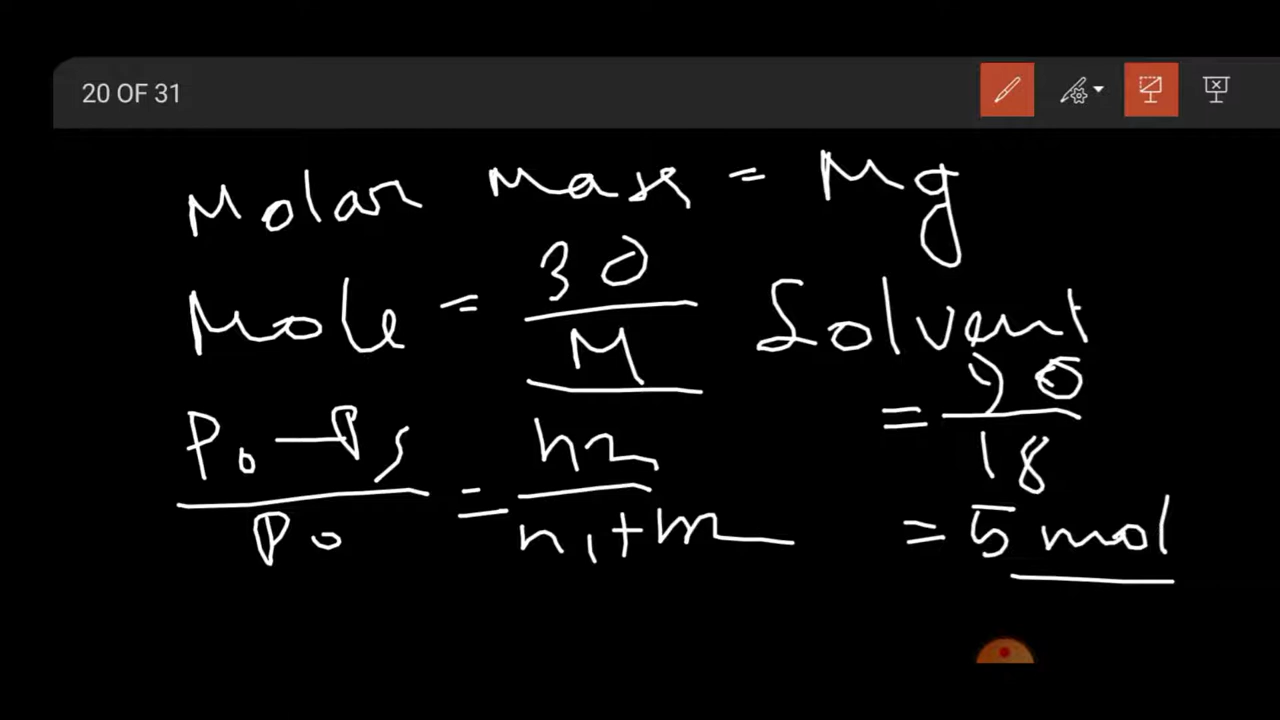 20 OF 31
Molar Mass = Mg
Mole = 30 / M
Solvent
= 90 / 18
= 5 mol
P0 - Ps / P0 = n2 / n1 + n2